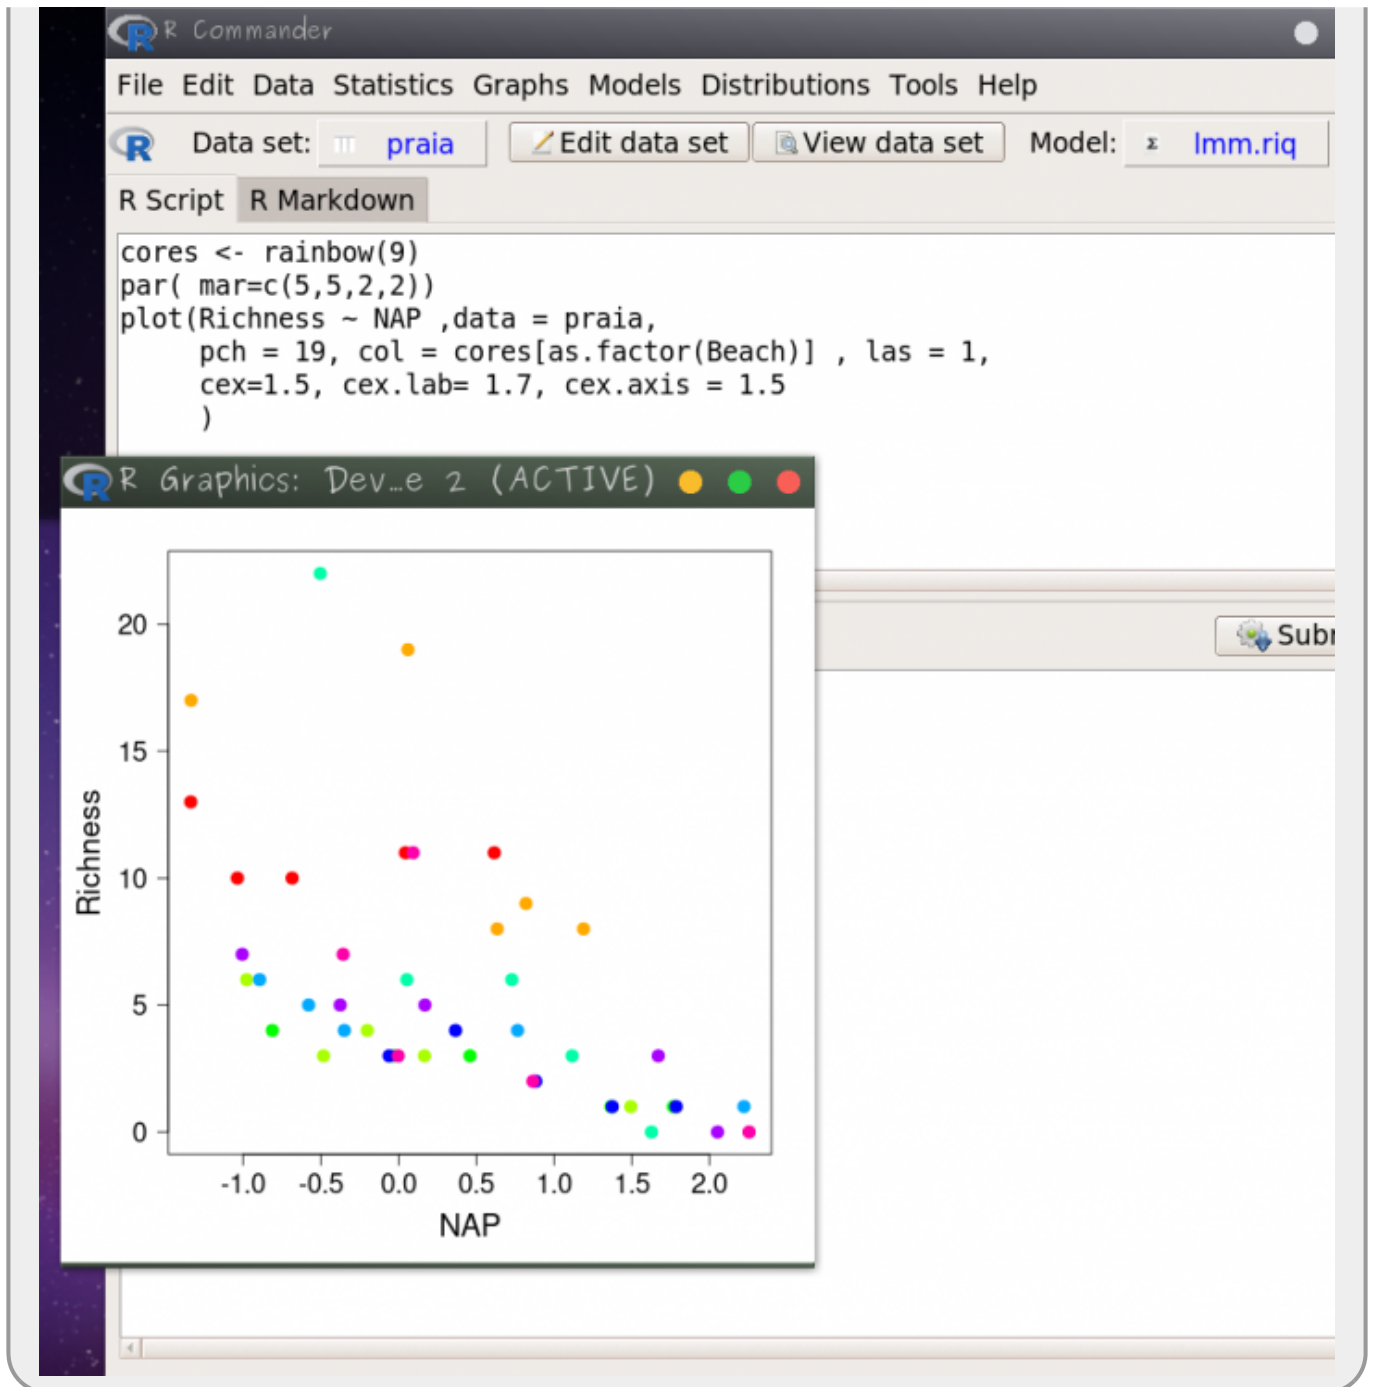 R Commander
File Edit Data Statistics Graphs Models Distributions Tools Help
Data set: praia Edit data set View data set Model: Σ lmm.riq
R Script R Markdown
cores <- rainbow(9)
par( mar=c(5,5,2,2))
plot(Richness ~ NAP ,data = praia,
pch = 19, col = cores[as.factor(Beach)] , las = 1,
cex=1.5, cex.lab= 1.7, cex.axis = 1.5
)
R Graphics: Dev...e 2 (ACTIVE)
Subm
20
15
10
5
0
Richness
-1.0 -0.5 0.0 0.5 1.0 1.5 2.0
NAP